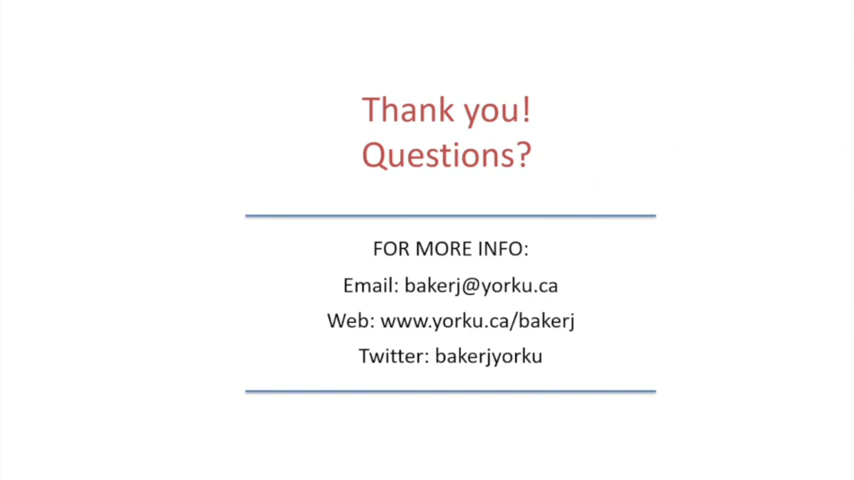 Thank you!
Questions?
FOR MORE INFO:
Email: bakerj@yorku.ca
Web: www.yorku.ca/bakerj
Twitter: bakerjyorku